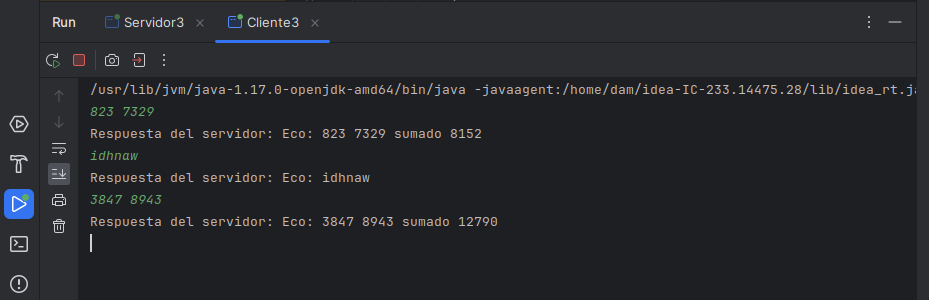 Run Servidor3 Cliente3
/usr/lib/jvm/java-1.17.0-openjdk-amd64/bin/java -javaagent:/home/dam/idea-IC-233.14475.28/lib/idea_rt.ja
823 7329
Respuesta del servidor: Eco: 823 7329 sumado 8152
idhnaw
Respuesta del servidor: Eco: idhnaw
3847 8943
Respuesta del servidor: Eco: 3847 8943 sumado 12790